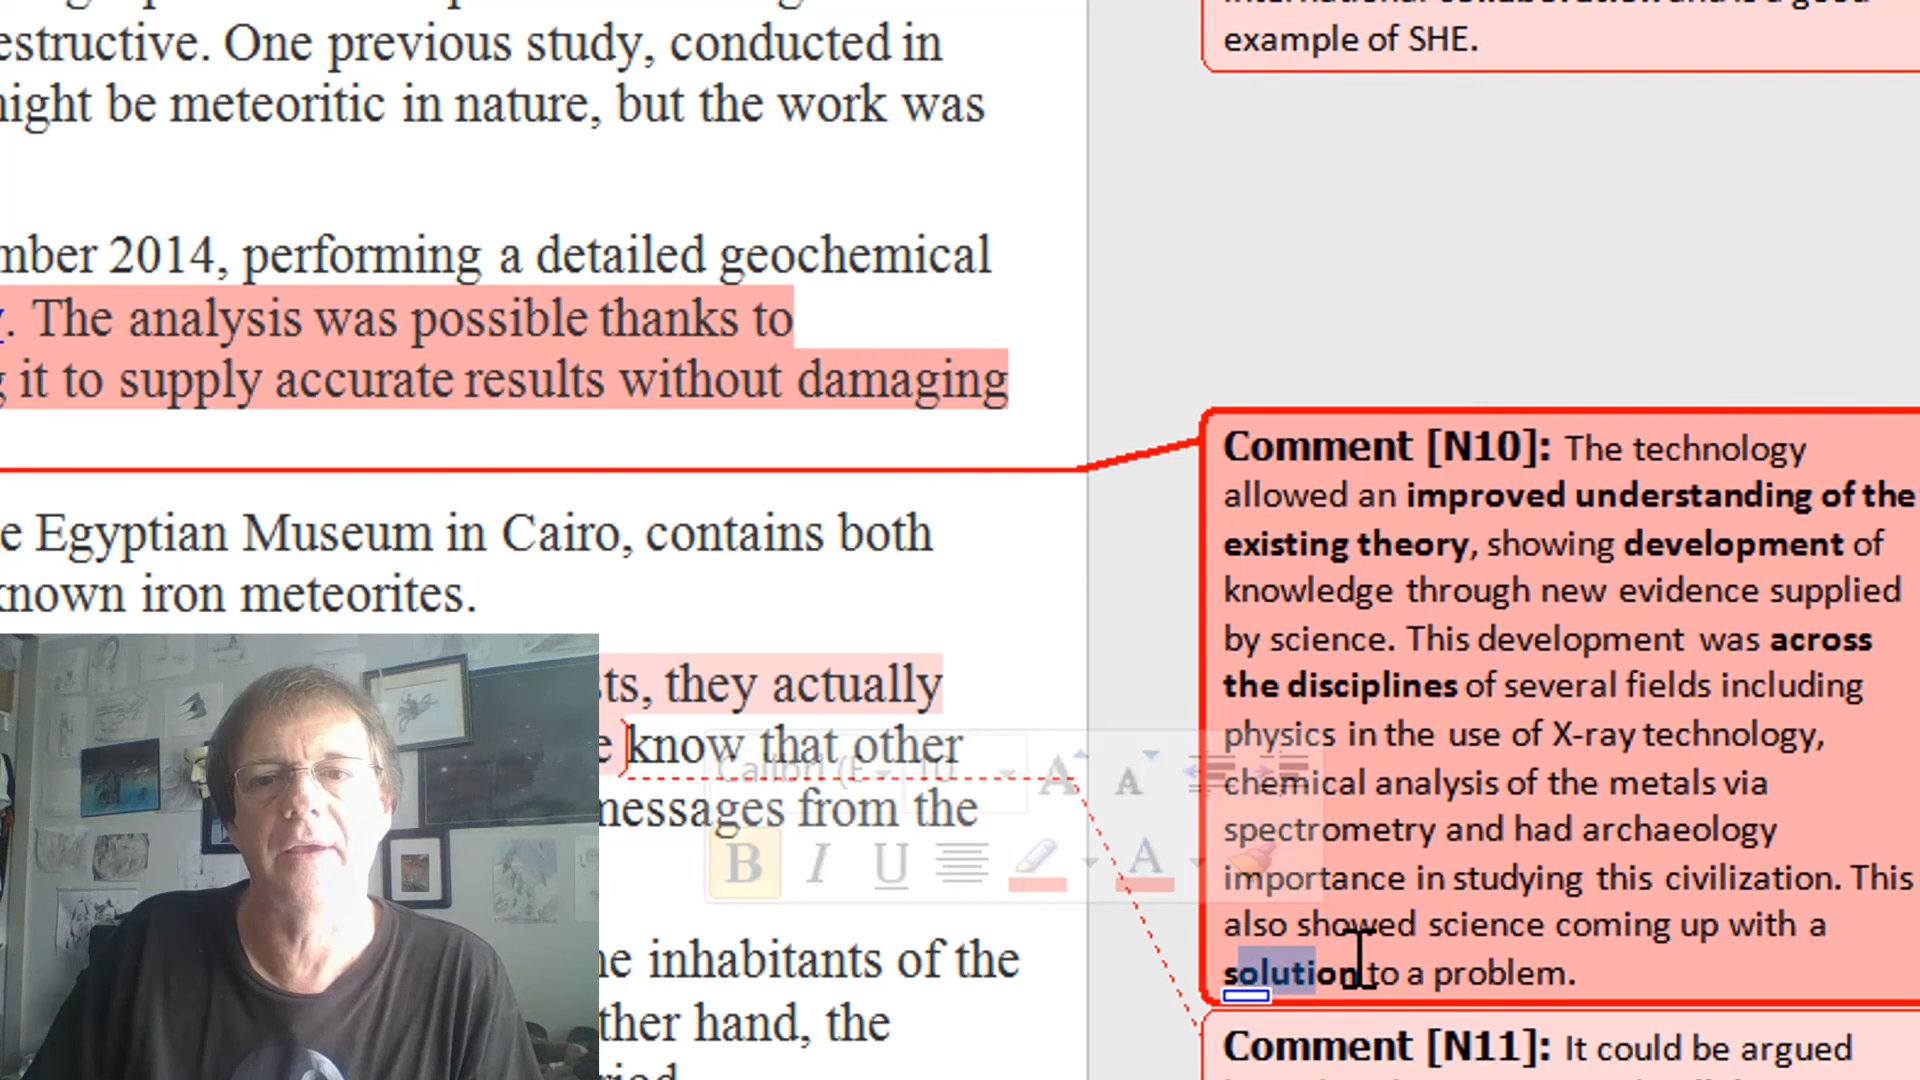 estructive. One previous study, conducted in
night be meteoritic in nature, but the work was
mber 2014, performing a detailed geochemical
. The analysis was possible thanks to
g it to supply accurate results without damaging
e Egyptian Museum in Cairo, contains both
known iron meteorites.
sts, they actually
e know that other
messages from the
he inhabitants of the
ther hand, the
example of SHE.
Comment [N10]: The technology
allowed an improved understanding of the
existing theory, showing development of
knowledge through new evidence supplied
by science. This development was across
the disciplines of several fields including
physics in the use of X-ray technology,
chemical analysis of the metals via
spectrometry and had archaeology
importance in studying this civilization. This
also showed science coming up with a
solution to a problem.
Comment [N11]: It could be argued
Calibri (E 10 A A
B I U A